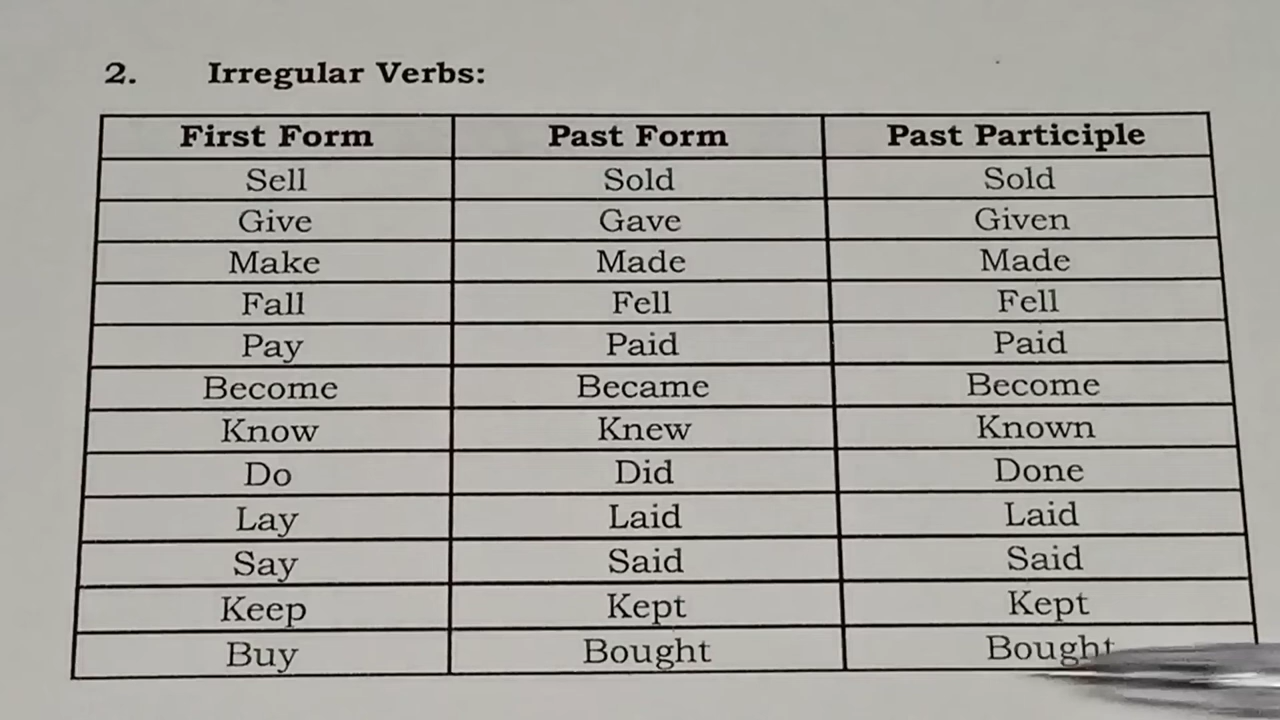 2. Irregular Verbs:
First Form Past Form Past Participle
Sell Sold Sold
Give Gave Given
Make Made Made
Fall Fell Fell
Pay Paid Paid
Become Became Become
Know Knew Known
Do Did Done
Lay Laid Laid
Say Said Said
Keep Kept Kept
Buy Bought Bought